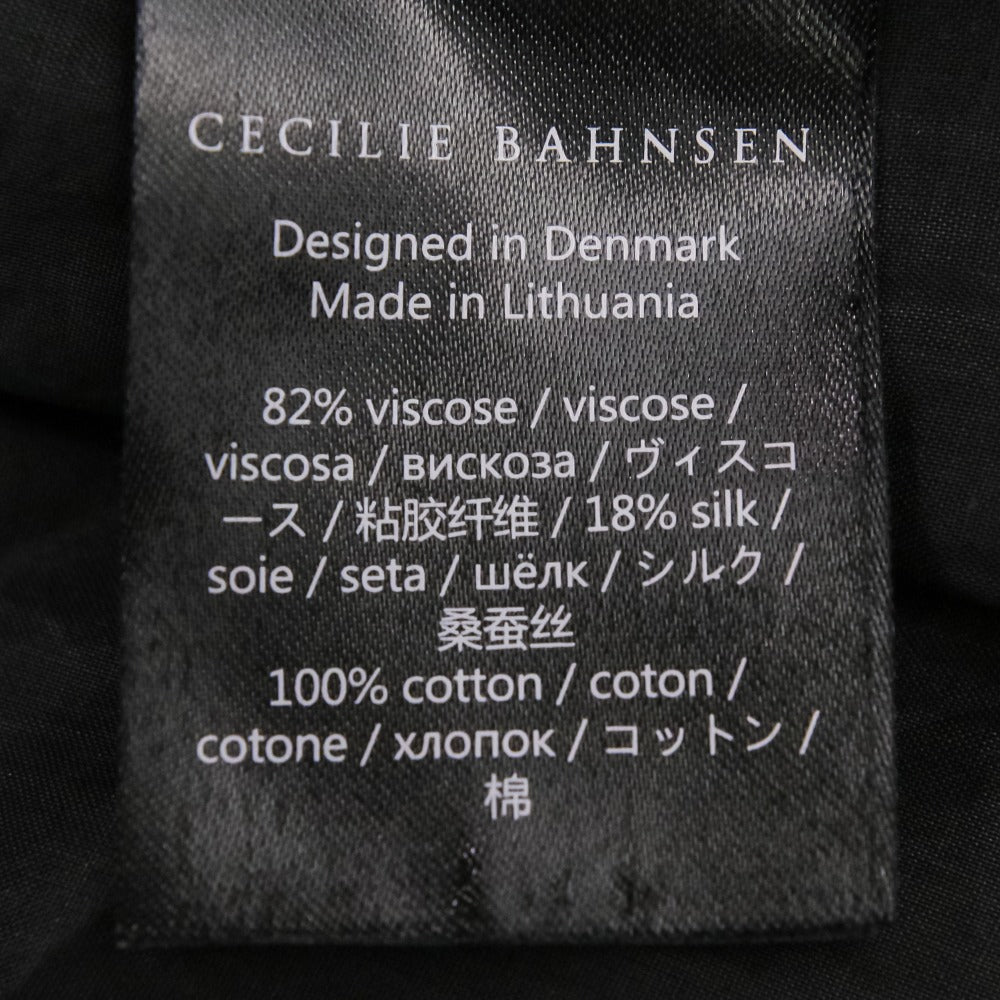 CECILIE BAHNSEN
Designed in Denmark
Made in Lithuania
82% viscose / viscose /
viscosa / вискоза / ヴィスコ
ース / 粘胶纤维 / 18% silk /
soie / seta / шёлк / シルク /
桑蚕丝
100% cotton / coton /
cotone / хлопок / コットン /
棉